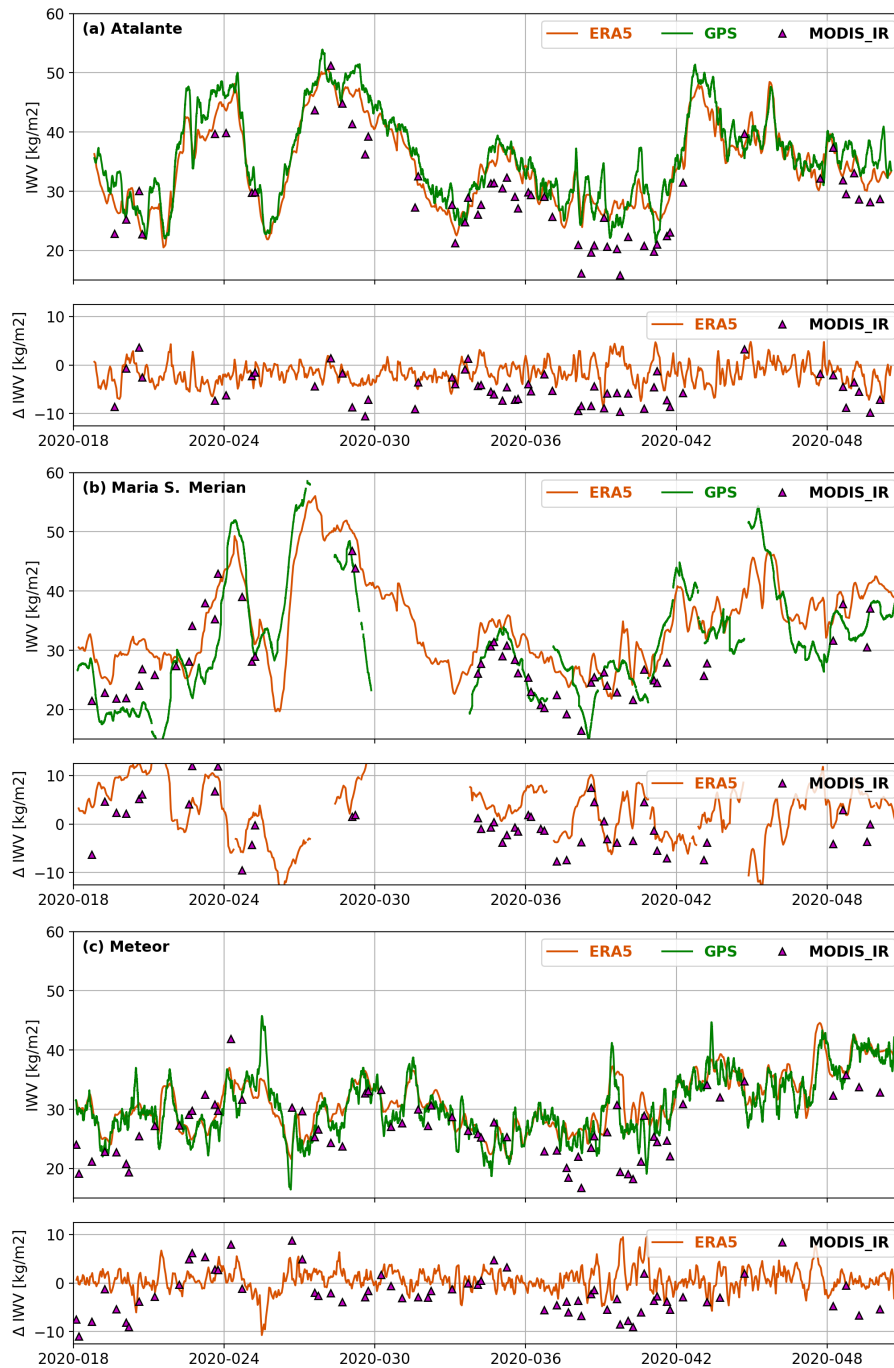 60
(a) Atalante
ERA5 GPS MODIS_IR
50
40
30
20
IWV [kg/m2]
ERA5 MODIS_IR
10
0
−10
Δ IWV [kg/m2]
2020-018 2020-024 2020-030 2020-036 2020-042 2020-048
60
(b) Maria S. Merian
ERA5 GPS MODIS_IR
50
40
30
20
IWV [kg/m2]
ERA5 MODIS_IR
10
0
−10
Δ IWV [kg/m2]
2020-018 2020-024 2020-030 2020-036 2020-042 2020-048
60
(c) Meteor
ERA5 GPS MODIS_IR
50
40
30
20
IWV [kg/m2]
ERA5 MODIS_IR
10
0
−10
Δ IWV [kg/m2]
2020-018 2020-024 2020-030 2020-036 2020-042 2020-048